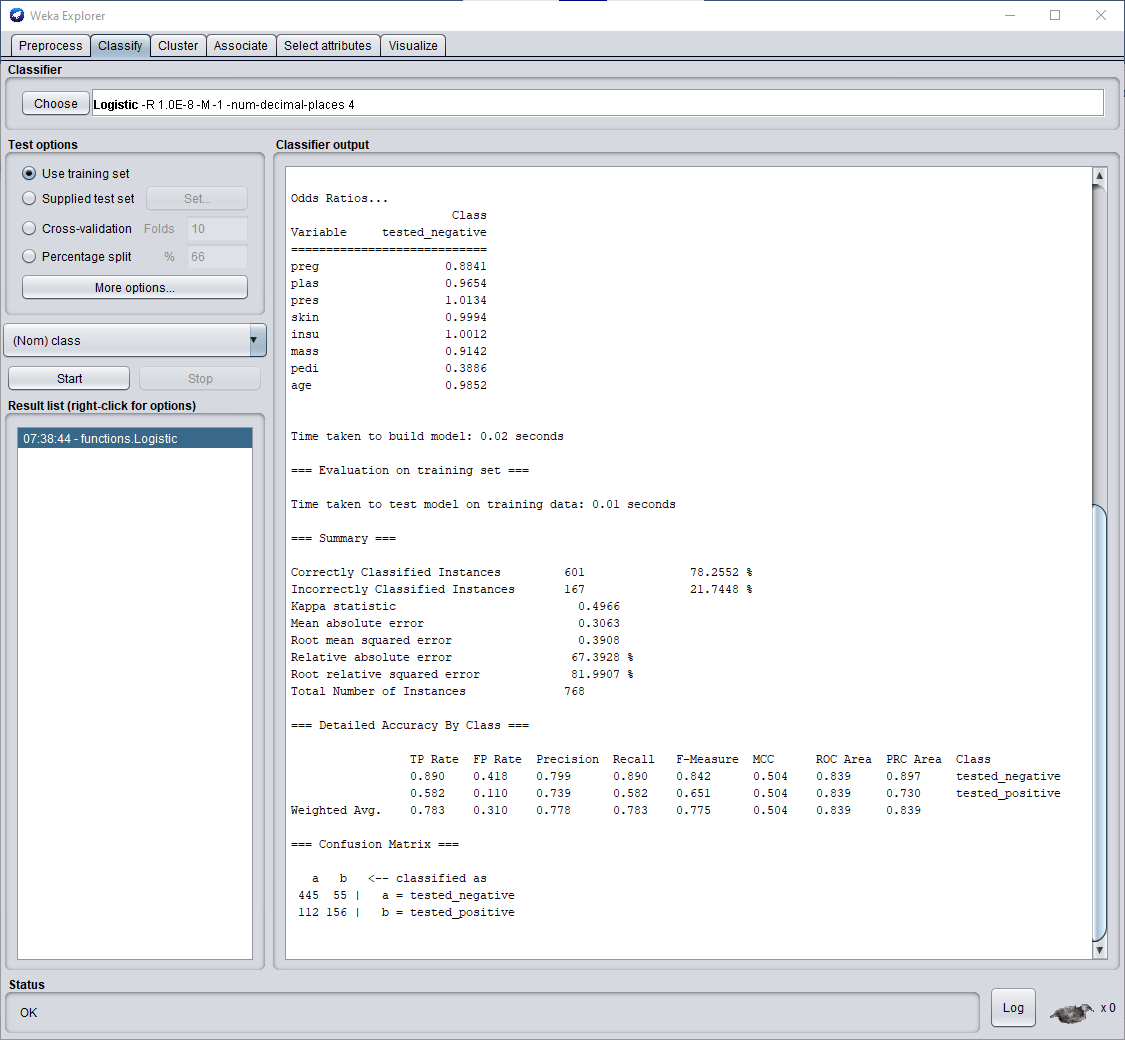 Weka Explorer
Preprocess Classify Cluster Associate Select attributes Visualize
Classifier
Choose Logistic -R 1.0E-8 -M -1 -num-decimal-places 4
Test options
Use training set
Supplied test set Set...
Cross-validation Folds 10
Percentage split % 66
More options...
(Nom) class
Start Stop
Result list (right-click for options)
07:38:44 - functions.Logistic
Classifier output
Odds Ratios...
Class
Variable tested_negative
===========================
preg 0.8841
plas 0.9654
pres 1.0134
skin 0.9994
insu 1.0012
mass 0.9142
pedi 0.3886
age 0.9852
Time taken to build model: 0.02 seconds
=== Evaluation on training set ===
Time taken to test model on training data: 0.01 seconds
=== Summary ===
Correctly Classified Instances 601 78.2552 %
Incorrectly Classified Instances 167 21.7448 %
Kappa statistic 0.4966
Mean absolute error 0.3063
Root mean squared error 0.3908
Relative absolute error 67.3928 %
Root relative squared error 81.9907 %
Total Number of Instances 768
=== Detailed Accuracy By Class ===
TP Rate FP Rate Precision Recall F-Measure MCC ROC Area PRC Area Class
0.890 0.418 0.799 0.890 0.842 0.504 0.839 0.897 tested_negative
0.582 0.110 0.739 0.582 0.651 0.504 0.839 0.730 tested_positive
Weighted Avg. 0.783 0.310 0.778 0.783 0.775 0.504 0.839 0.839
=== Confusion Matrix ===
a b <-- classified as
445 55 | a = tested_negative
112 156 | b = tested_positive
Status
OK
Log
x 0